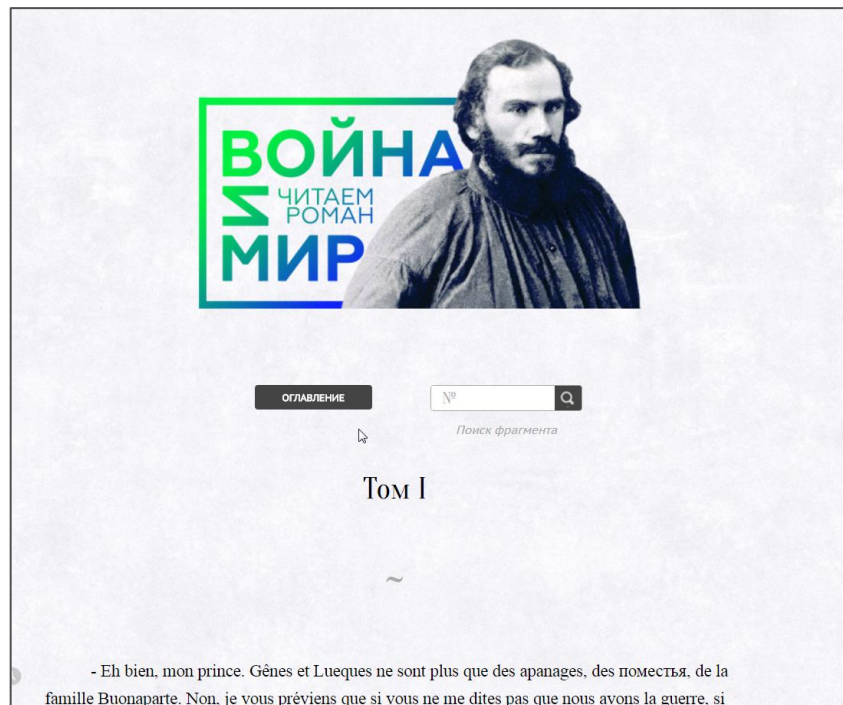 ВОЙНА
И ЧИТАЕМ
РОМАН
МИР
ОГЛАВЛЕНИЕ
№
Поиск фрагмента
Том I
~
- Eh bien, mon prince. Gênes et Lueques ne sont plus que des apanages, des поместья, de la
famille Buonaparte. Non, je vous préviens que si vous ne me dites pas que nous avons la guerre, si